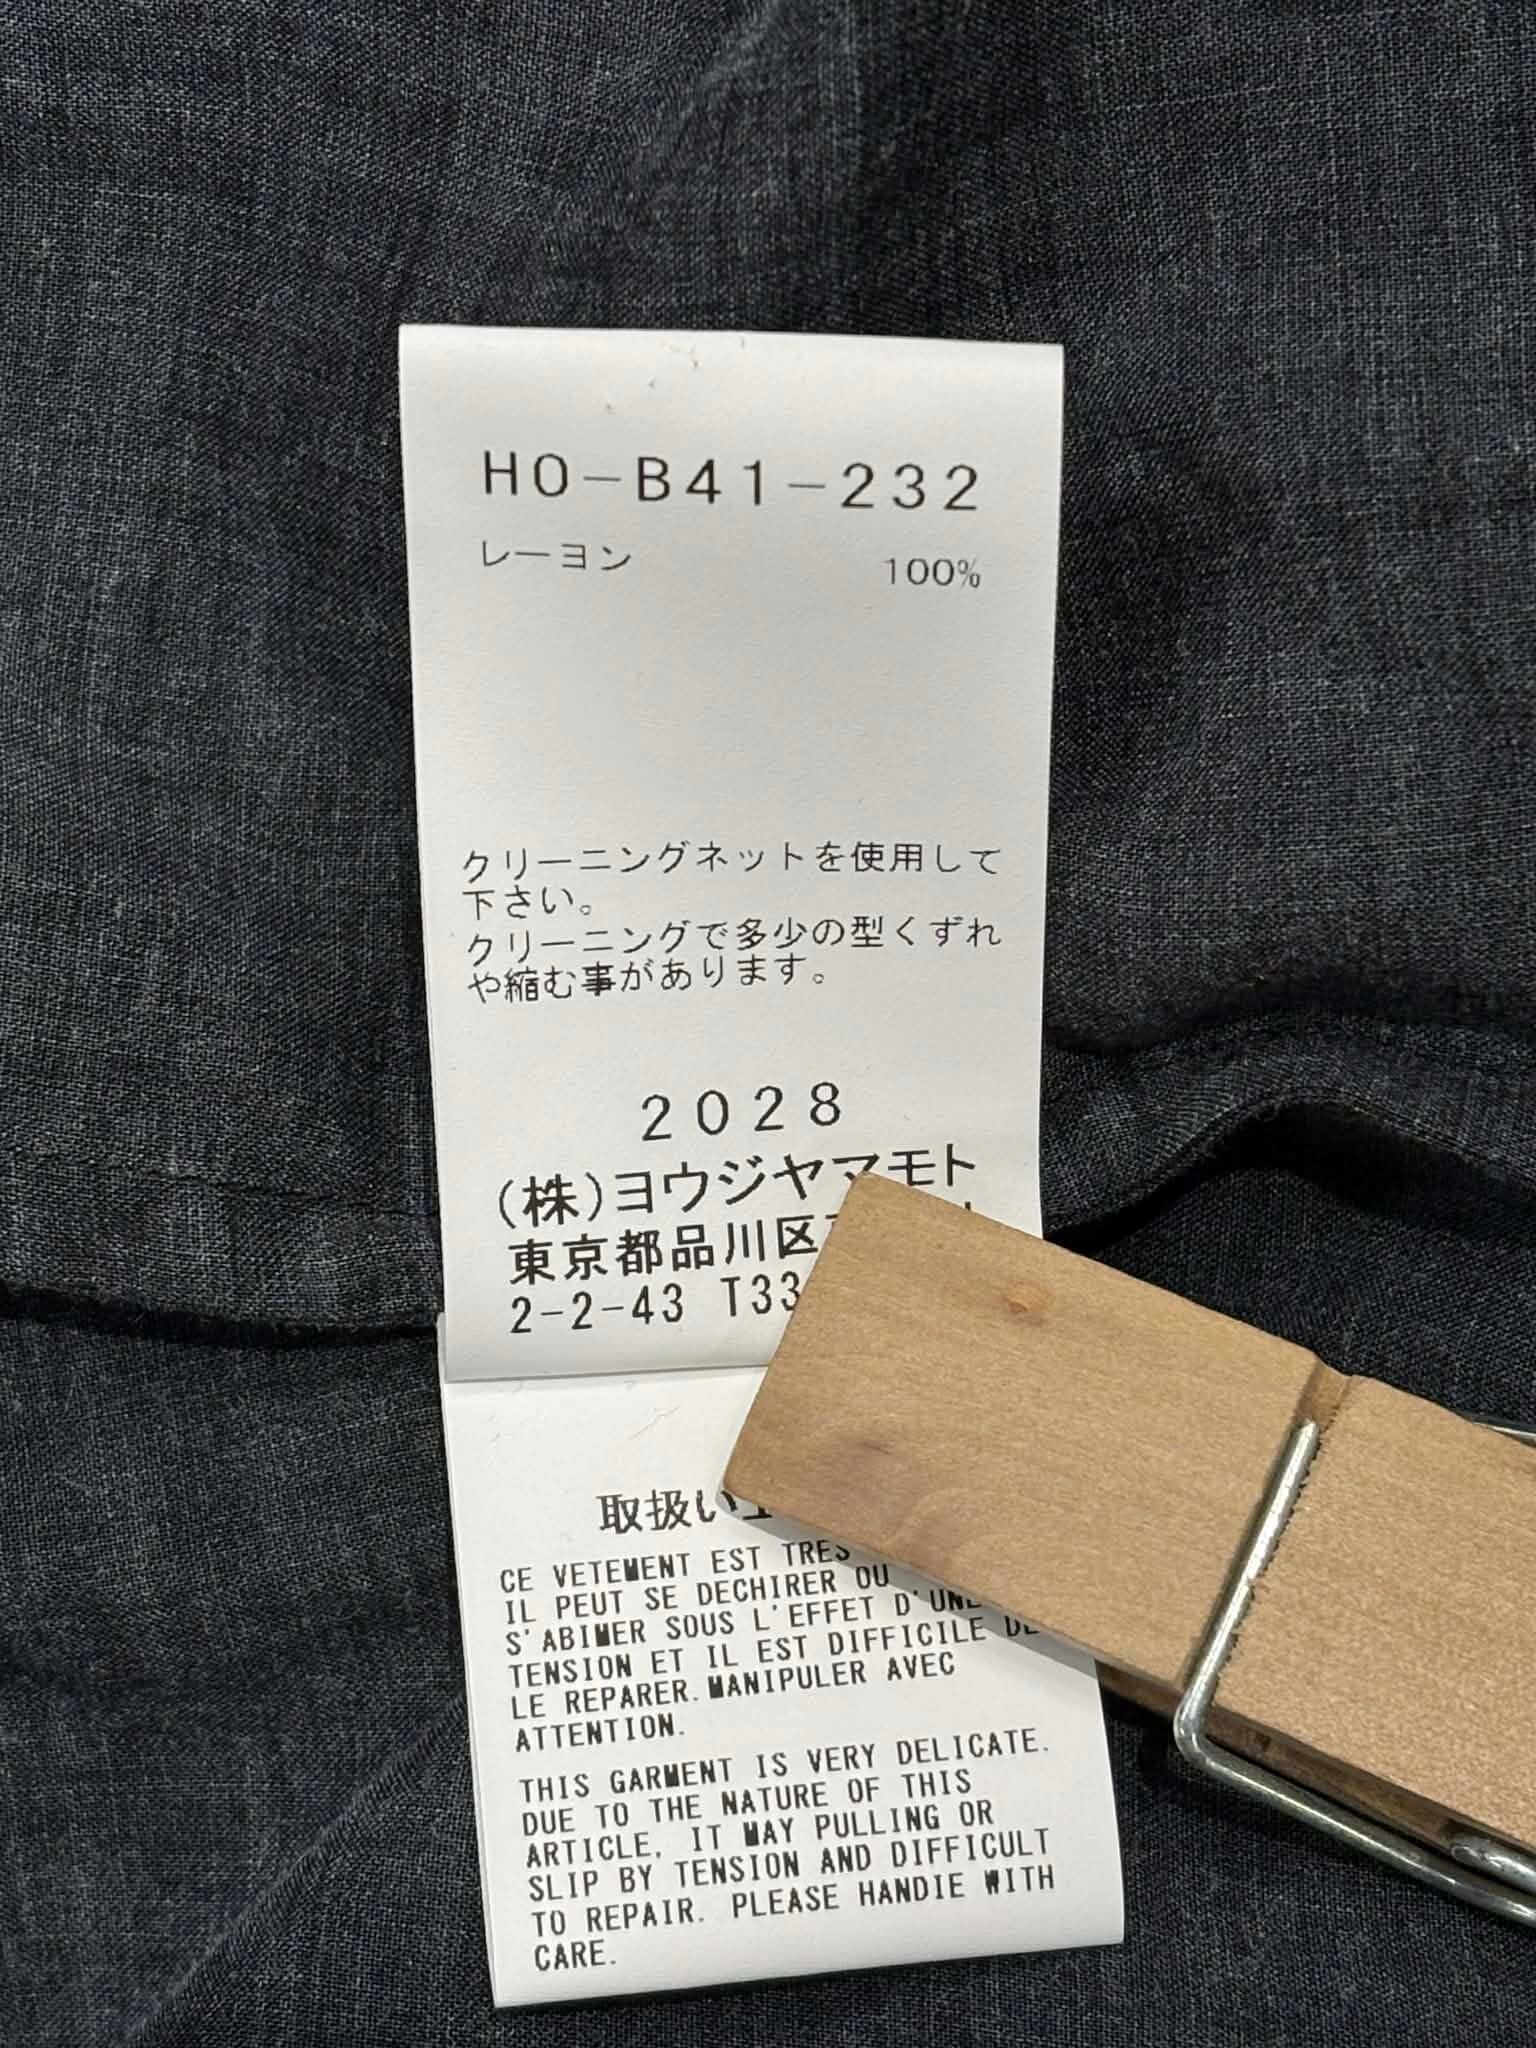 HO-B41-232
レーヨン 100%
クリーニングネットを使用して
下さい。
クリーニングで多少の型くずれ
や縮む事があります。
2028
(株)ヨウジヤマモト
東京都品川区
2-2-43 T33
取扱い
CE VETEMENT EST TRES
IL PEUT SE DECHIRER OU
S'ABIMER SOUS L'EFFET D'UNE
TENSION ET IL EST DIFFICILE DE
LE REPARER. MANIPULER AVEC
ATTENTION.
THIS GARMENT IS VERY DELICATE.
DUE TO THE NATURE OF THIS
ARTICLE, IT MAY PULLING OR
SLIP BY TENSION AND DIFFICULT
TO REPAIR. PLEASE HANDIE WITH
CARE.